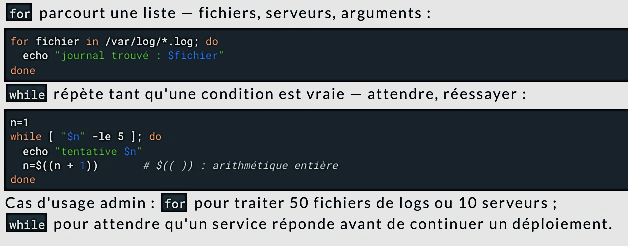 for parcourt une liste — fichiers, serveurs, arguments :
for fichier in /var/log/*.log; do
  echo "journal trouvé : $fichier"
done
while répète tant qu'une condition est vraie — attendre, réessayer :
n=1
while [ "$n" -le 5 ]; do
  echo "tentative $n"
  n=$((n + 1))       # $(( )) : arithmétique entière
done
Cas d'usage admin : for pour traiter 50 fichiers de logs ou 10 serveurs ;
while pour attendre qu'un service réponde avant de continuer un déploiement.